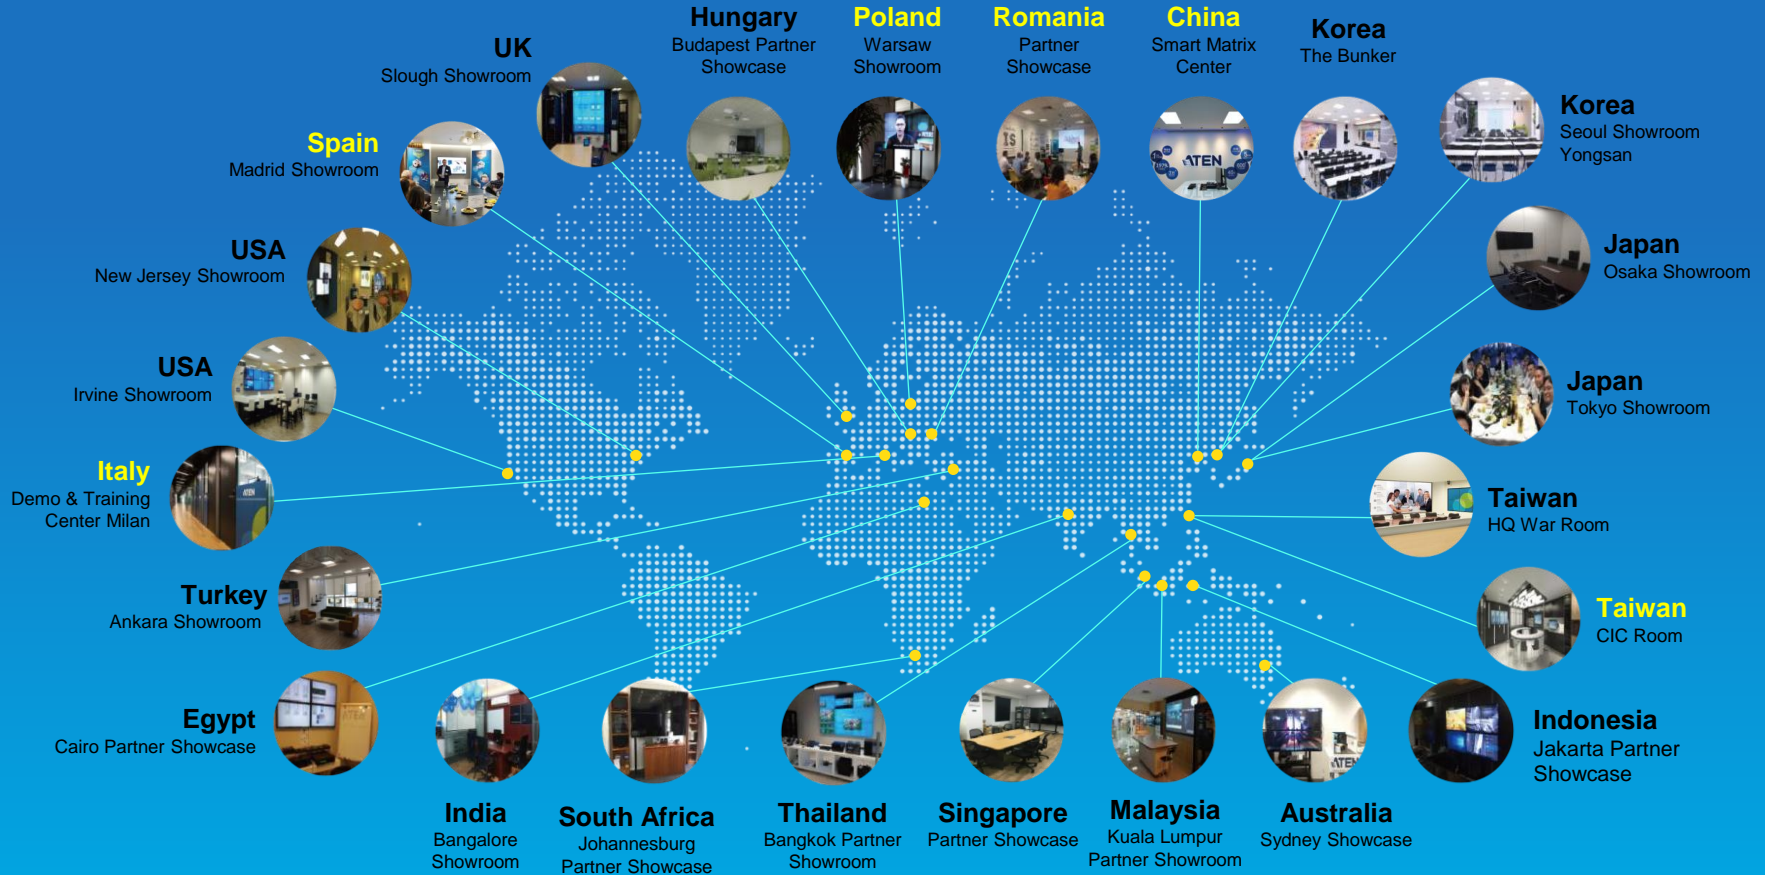 Hungary
Budapest Partner
Showcase
Poland
Warsaw
Showroom
Romania
Partner
Showcase
China
Smart Matrix
Center
Korea
The Bunker
UK
Slough Showroom
Korea
Seoul Showroom
Yongsan
Spain
Madrid Showroom
ATEN
USA
New Jersey Showroom
Japan
Osaka Showroom
USA
Irvine Showroom
Japan
Tokyo Showroom
Italy
Demo & Training
Center Milan
ATEN
Taiwan
HQ War Room
Turkey
Ankara Showroom
Taiwan
CIC Room
Egypt
Cairo Partner Showcase
ATEN
ATEN
Indonesia
Jakarta Partner
Showcase
India
Bangalore
Showroom
South Africa
Johannesburg
Partner Showcase
Thailand
Bangkok Partner
Showroom
Singapore
Partner Showcase
Malaysia
Kuala Lumpur
Partner Showroom
Australia
Sydney Showcase